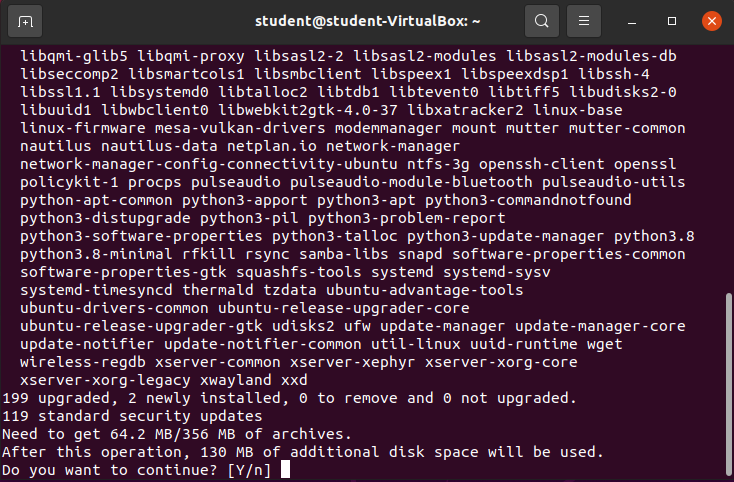 student@student-VirtualBox: ~
libqmi-glib5 libqmi-proxy libsasl2-2 libsasl2-modules libsasl2-modules-db
libseccomp2 libsmartcols1 libsmbclient libspeex1 libspeexdsp1 libssh-4
libssl1.1 libsystemd0 libtalloc2 libtdb1 libtevent0 libtiff5 libudisks2-0
libuuid1 libwbclient0 libwebkit2gtk-4.0-37 libxatracker2 linux-base
linux-firmware mesa-vulkan-drivers modemmanager mount mutter mutter-common
nautilus nautilus-data netplan.io network-manager
network-manager-config-connectivity-ubuntu ntfs-3g openssh-client openssl
policykit-1 procps pulseaudio pulseaudio-module-bluetooth pulseaudio-utils
python-apt-common python3-apport python3-apt python3-commandnotfound
python3-distupgrade python3-pil python3-problem-report
python3-software-properties python3-talloc python3-update-manager python3.8
python3.8-minimal rfkill rsync samba-libs snapd software-properties-common
software-properties-gtk squashfs-tools systemd systemd-sysv
systemd-timesyncd thermald tzdata ubuntu-advantage-tools
ubuntu-drivers-common ubuntu-release-upgrader-core
ubuntu-release-upgrader-gtk udisks2 ufw update-manager update-manager-core
update-notifier update-notifier-common util-linux uuid-runtime wget
wireless-regdb xserver-common xserver-xephyr xserver-xorg-core
xserver-xorg-legacy xwayland xxd
199 upgraded, 2 newly installed, 0 to remove and 0 not upgraded.
119 standard security updates
Need to get 64.2 MB/356 MB of archives.
After this operation, 130 MB of additional disk space will be used.
Do you want to continue? [Y/n]